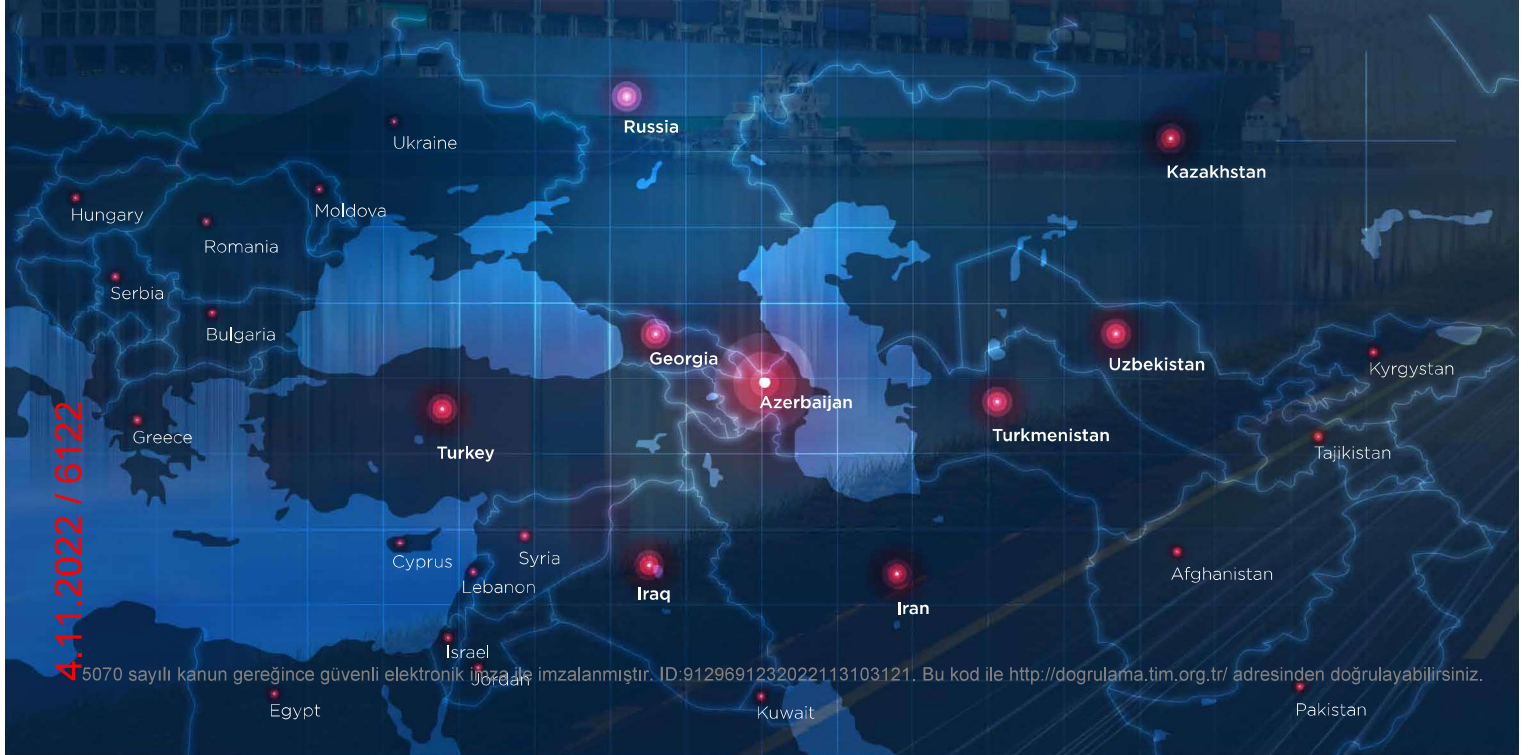 Russia
Ukraine
Kazakhstan
Hungary
Moldova
Romania
Serbia
Bulgaria
Georgia
Uzbekistan
Kyrgystan
Azerbaijan
Greece
Turkey
Turkmenistan
Tajikistan
Cyprus
Syria
Lebanon
Iraq
Iran
Afghanistan
Israel
Jordan
Egypt
Kuwait
Pakistan
4.11.2022 / 6122
5070 sayılı kanun gereğince güvenli elektronik imza ile imzalanmıştır. ID:9129691232022113103121. Bu kod ile http://dogrulama.tim.org.tr/ adresinden doğrulayabilirsiniz.